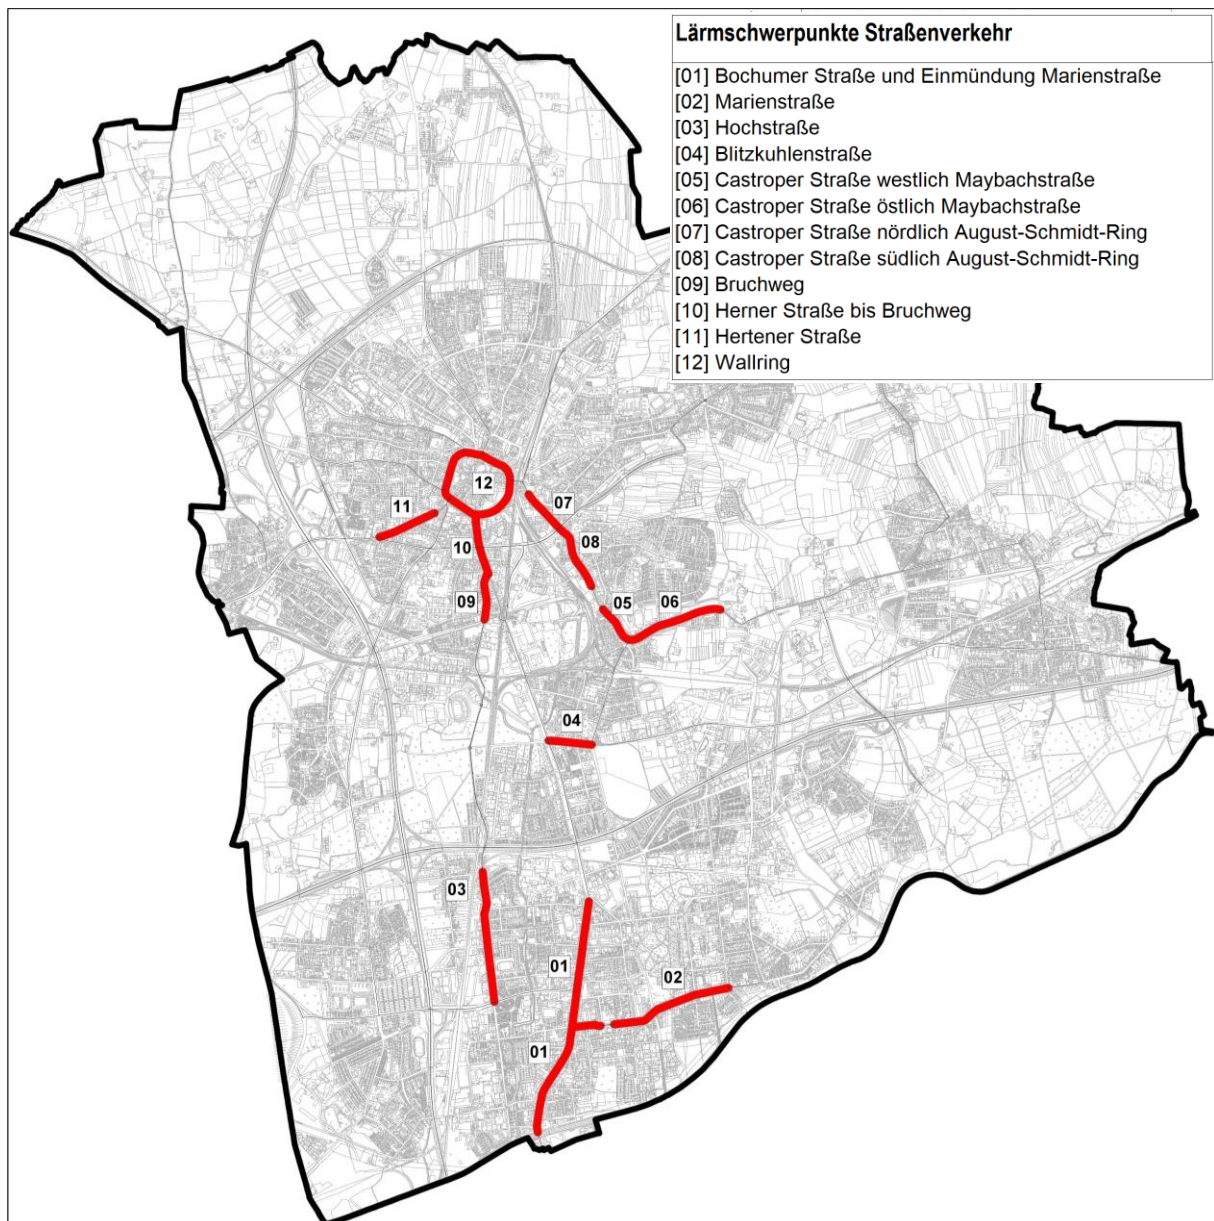 Lärmschwerpunkte Straßenverkehr
[01] Bochumer Straße und Einmündung Marienstraße
[02] Marienstraße
[03] Hochstraße
[04] Blitzkuhlenstraße
[05] Castroper Straße westlich Maybachstraße
[06] Castroper Straße östlich Maybachstraße
[07] Castroper Straße nördlich August-Schmidt-Ring
[08] Castroper Straße südlich August-Schmidt-Ring
[09] Bruchweg
[10] Herner Straße bis Bruchweg
[11] Hertener Straße
[12] Wallring
12
11
07
10
08
09
05
06
04
03
01
02
01